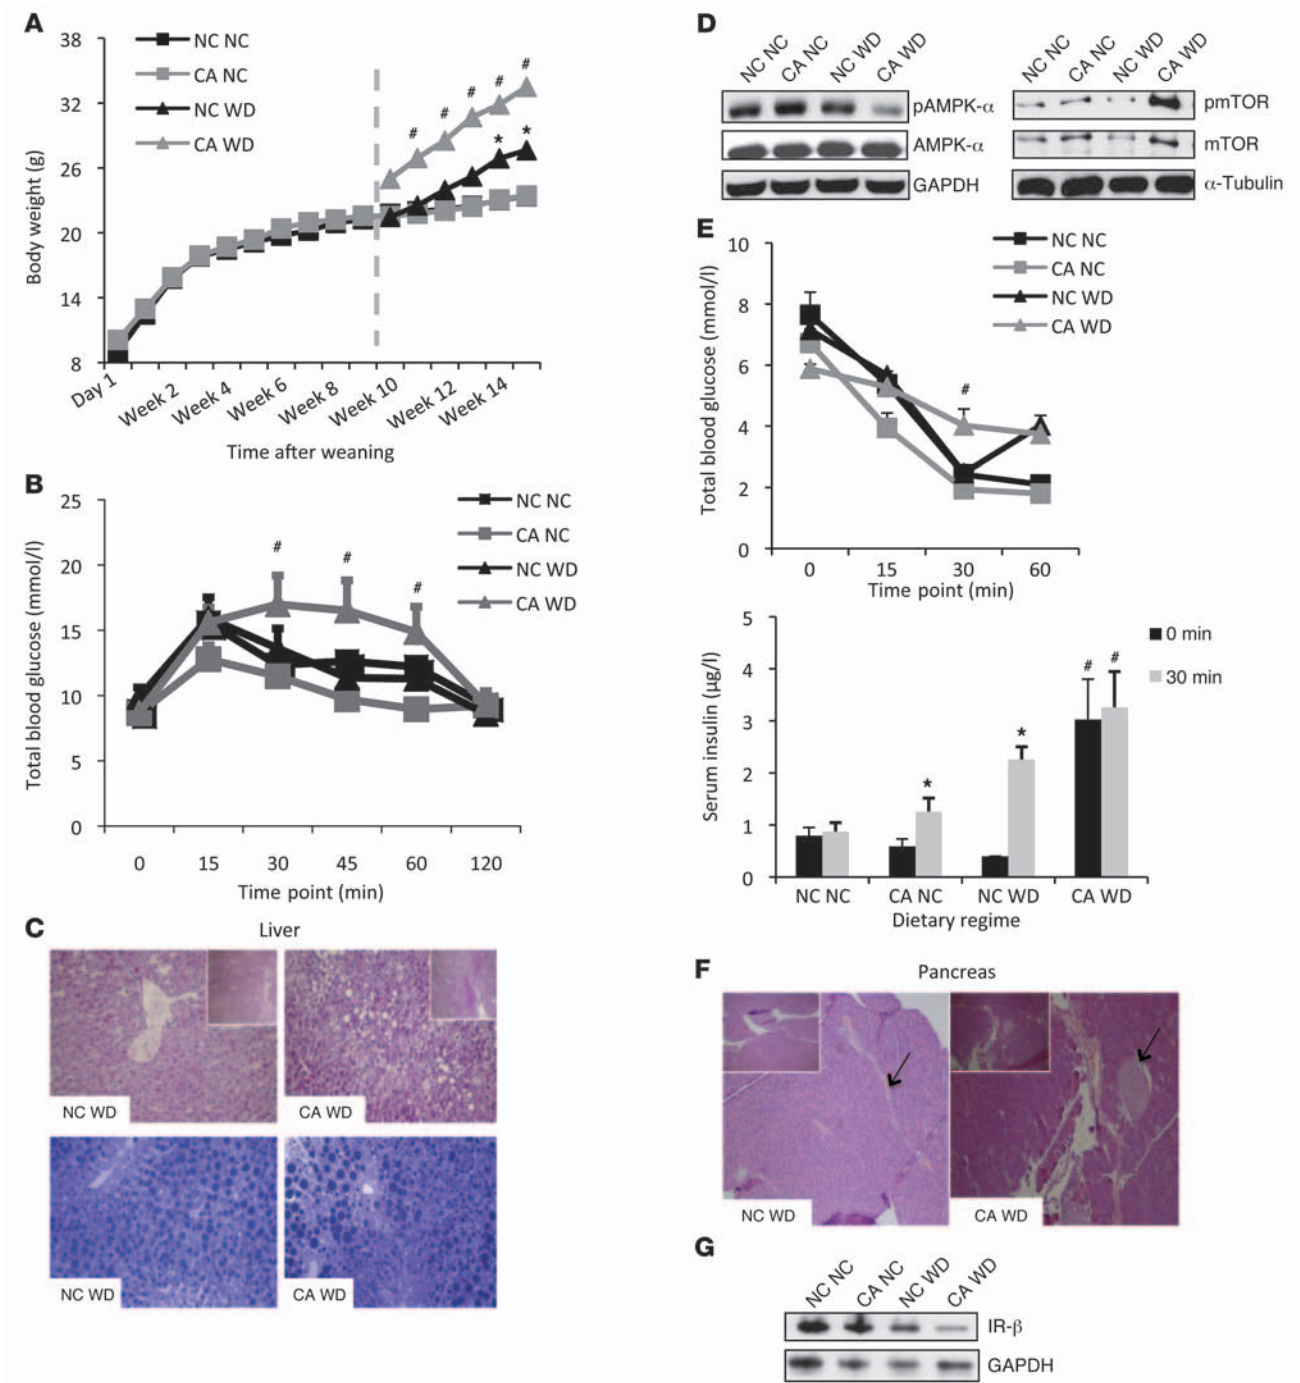 A
38
32
26
20
14
8
Body weight (g)
NC NC
CA NC
NC WD
CA WD
# # # # # #
* *
Day 1 Week 2 Week 4 Week 6 Week 8 Week 10 Week 12 Week 14
Time after weaning
B
25
20
15
10
5
0
Total blood glucose (mmol/l)
NC NC
CA NC
NC WD
CA WD
# # #
0 15 30 45 60 120
Time point (min)
C
Liver
NC WD
CA WD
NC WD
CA WD
D
NC NC CA NC NC WD CA WD
pAMPK-α
AMPK-α
GAPDH
NC NC CA NC NC WD CA WD
pmTOR
mTOR
α-Tubulin
E
10
8
6
4
2
0
Total blood glucose (mmol/l)
NC NC
CA NC
NC WD
CA WD
#
0 15 30 60
Time point (min)
5
4
3
2
1
0
Serum insulin (µg/l)
0 min
30 min
* * # #
NC NC CA NC NC WD CA WD
Dietary regime
F
Pancreas
NC WD
CA WD
G
NC NC CA NC NC WD CA WD
IR-β
GAPDH